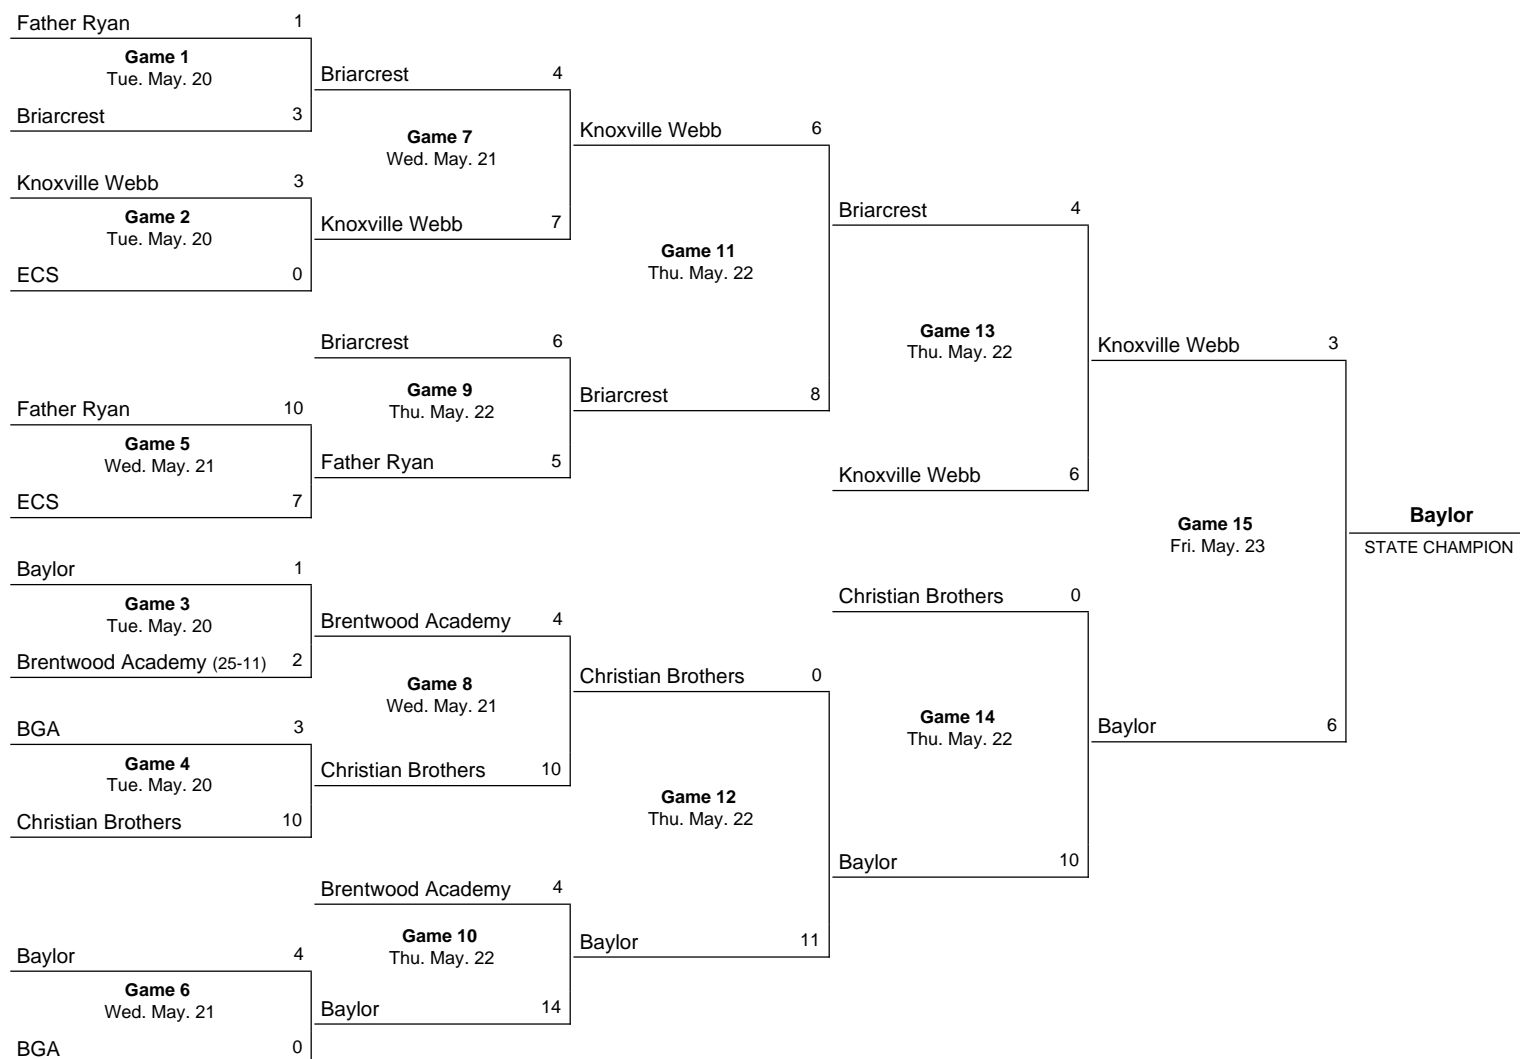 Father Ryan 1
Game 1
Tue. May. 20
Briarcrest 3
Knoxville Webb 3
Game 2
Tue. May. 20
ECS 0
Father Ryan 10
Game 5
Wed. May. 21
ECS 7
Baylor 1
Game 3
Tue. May. 20
Brentwood Academy (25-11) 2
BGA 3
Game 4
Tue. May. 20
Christian Brothers 10
Baylor 4
Game 6
Wed. May. 21
BGA 0
Briarcrest 4
Game 7
Wed. May. 21
Knoxville Webb 7
Briarcrest 6
Game 9
Thu. May. 22
Father Ryan 5
Brentwood Academy 4
Game 8
Wed. May. 21
Christian Brothers 10
Brentwood Academy 4
Game 10
Thu. May. 22
Baylor 14
Knoxville Webb 6
Game 11
Thu. May. 22
Briarcrest 8
Christian Brothers 0
Game 12
Thu. May. 22
Baylor 11
Briarcrest 4
Game 13
Thu. May. 22
Knoxville Webb 6
Christian Brothers 0
Game 14
Thu. May. 22
Baylor 10
Knoxville Webb 3
Game 15
Fri. May. 23
Baylor 6
Baylor
STATE CHAMPION